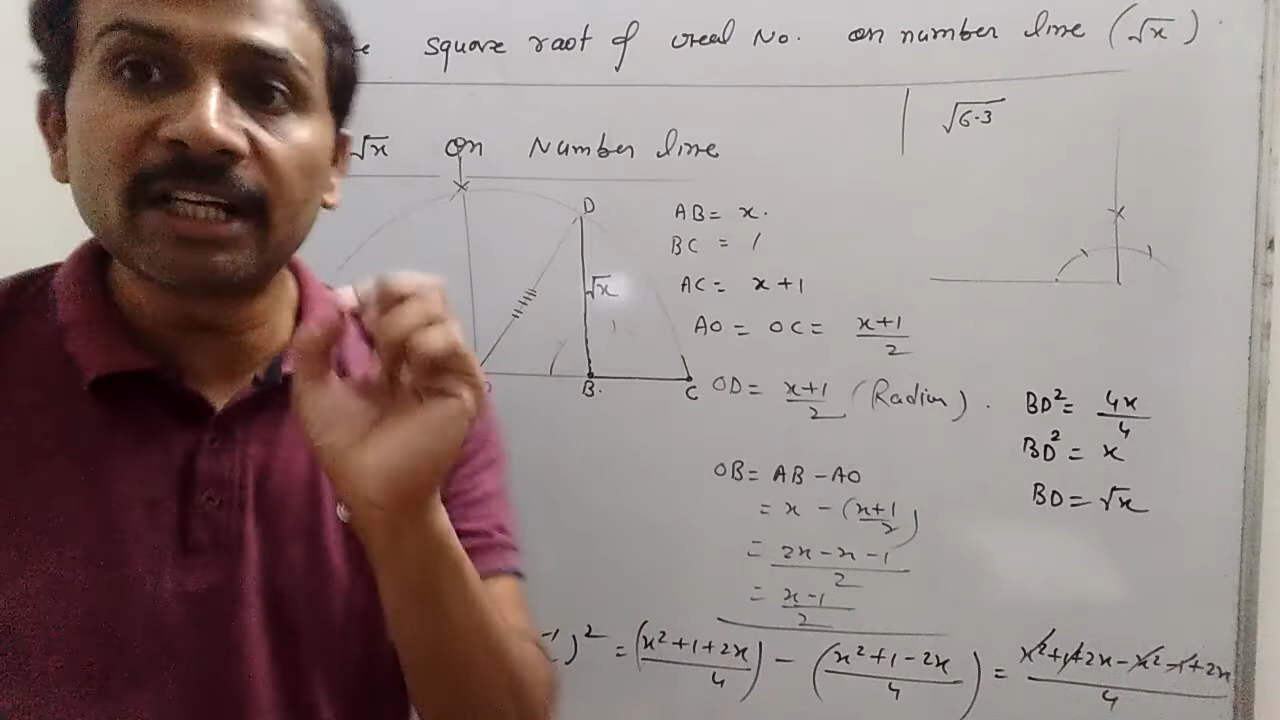 square raot of real No. on number line (√x).
√x on Number line
√6.3
D
AB= x.
BC = 1
√x
AC= x+1
AO = OC= x+1/2
B. C
OD= x+1/2 (Radius).
BD²= 4x/4
BD² = x
BD= √x
OB= AB-AO
= x - (x+1/2)
= 2x-x-1/2
= x-1/2
)² = (x²+1+2x/4) - (x²+1-2x/4) = x²+1+2x-x²-1+2x/4